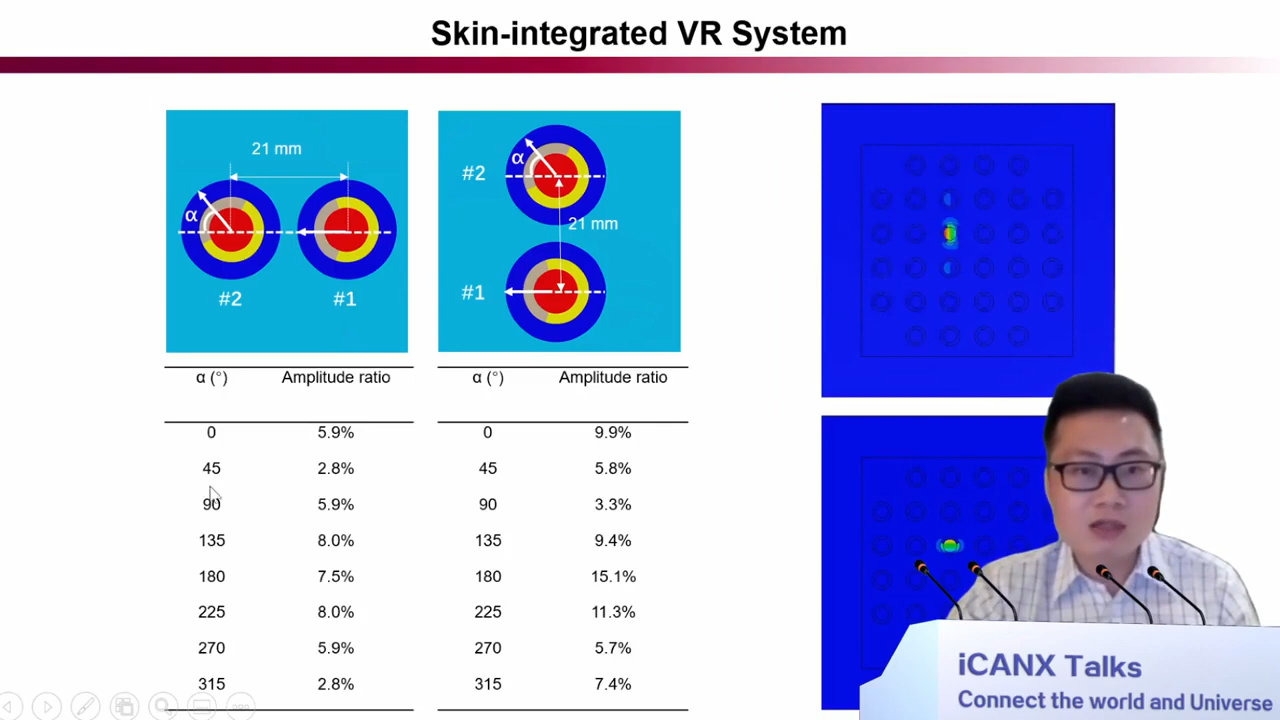 Skin-integrated VR System
21 mm
α
#2 #1
α (°) Amplitude ratio
0 5.9%
45 2.8%
90 5.9%
135 8.0%
180 7.5%
225 8.0%
270 5.9%
315 2.8%
#2
α
21 mm
#1
α (°) Amplitude ratio
0 9.9%
45 5.8%
90 3.3%
135 9.4%
180 15.1%
225 11.3%
270 5.7%
315 7.4%
iCANX Talks
Connect the world and Universe